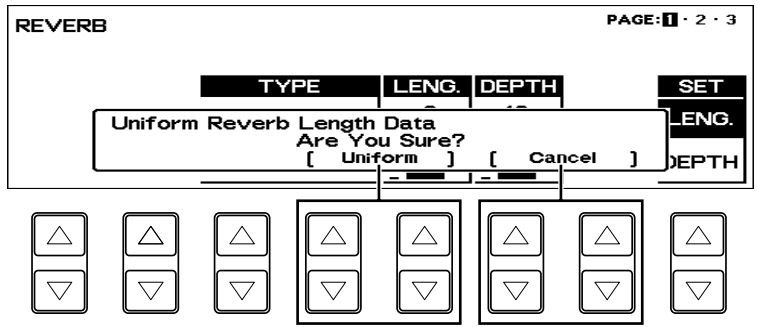 REVERB
PAGE:1・2・3
TYPE LENG. DEPTH SET
LENG.
Uniform Reverb Length Data
Are You Sure?
[ Uniform ] [ Cancel ]
DEPTH